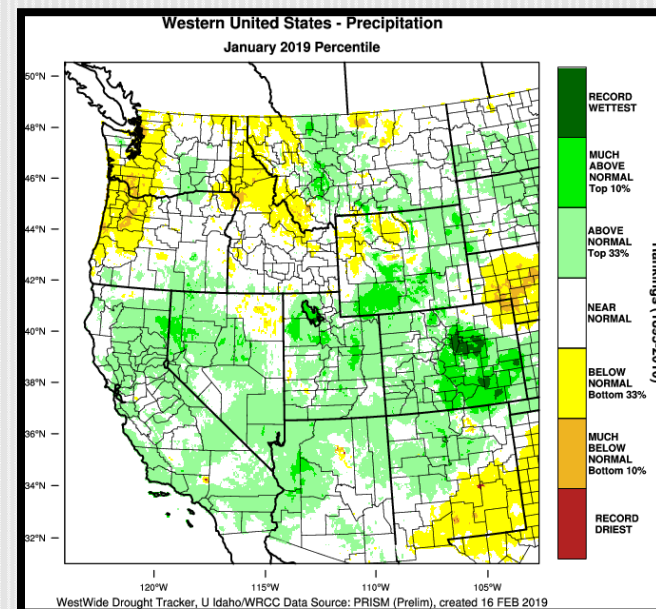 Western United States - Precipitation
January 2019 Percentile
50°N
48°N
46°N
44°N
42°N
40°N
38°N
36°N
34°N
32°N
120°W
115°W
110°W
105°W
RECORD
WETTEST
MUCH
ABOVE
NORMAL
Top 10%
ABOVE
NORMAL
Top 33%
NEAR
NORMAL
BELOW
NORMAL
Bottom 33%
MUCH
BELOW
NORMAL
Bottom 10%
RECORD
DRIEST
WestWide Drought Tracker, U Idaho/WRCC Data Source: PRISM (Prelim), created 16 FEB 2019